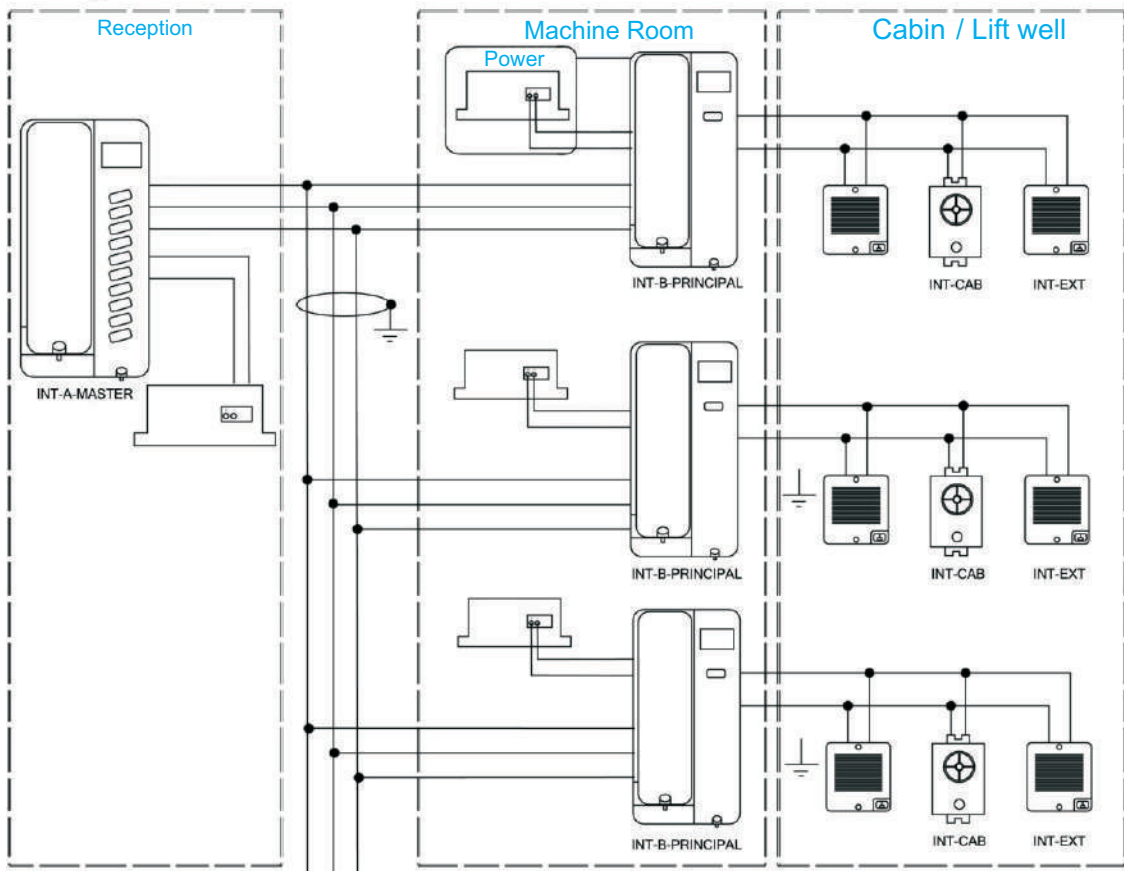 Reception
Machine Room
Cabin / Lift well
Power
INT-A-MASTER
INT-B-PRINCIPAL
INT-CAB
INT-EXT
INT-B-PRINCIPAL
INT-CAB
INT-EXT
INT-B-PRINCIPAL
INT-CAB
INT-EXT